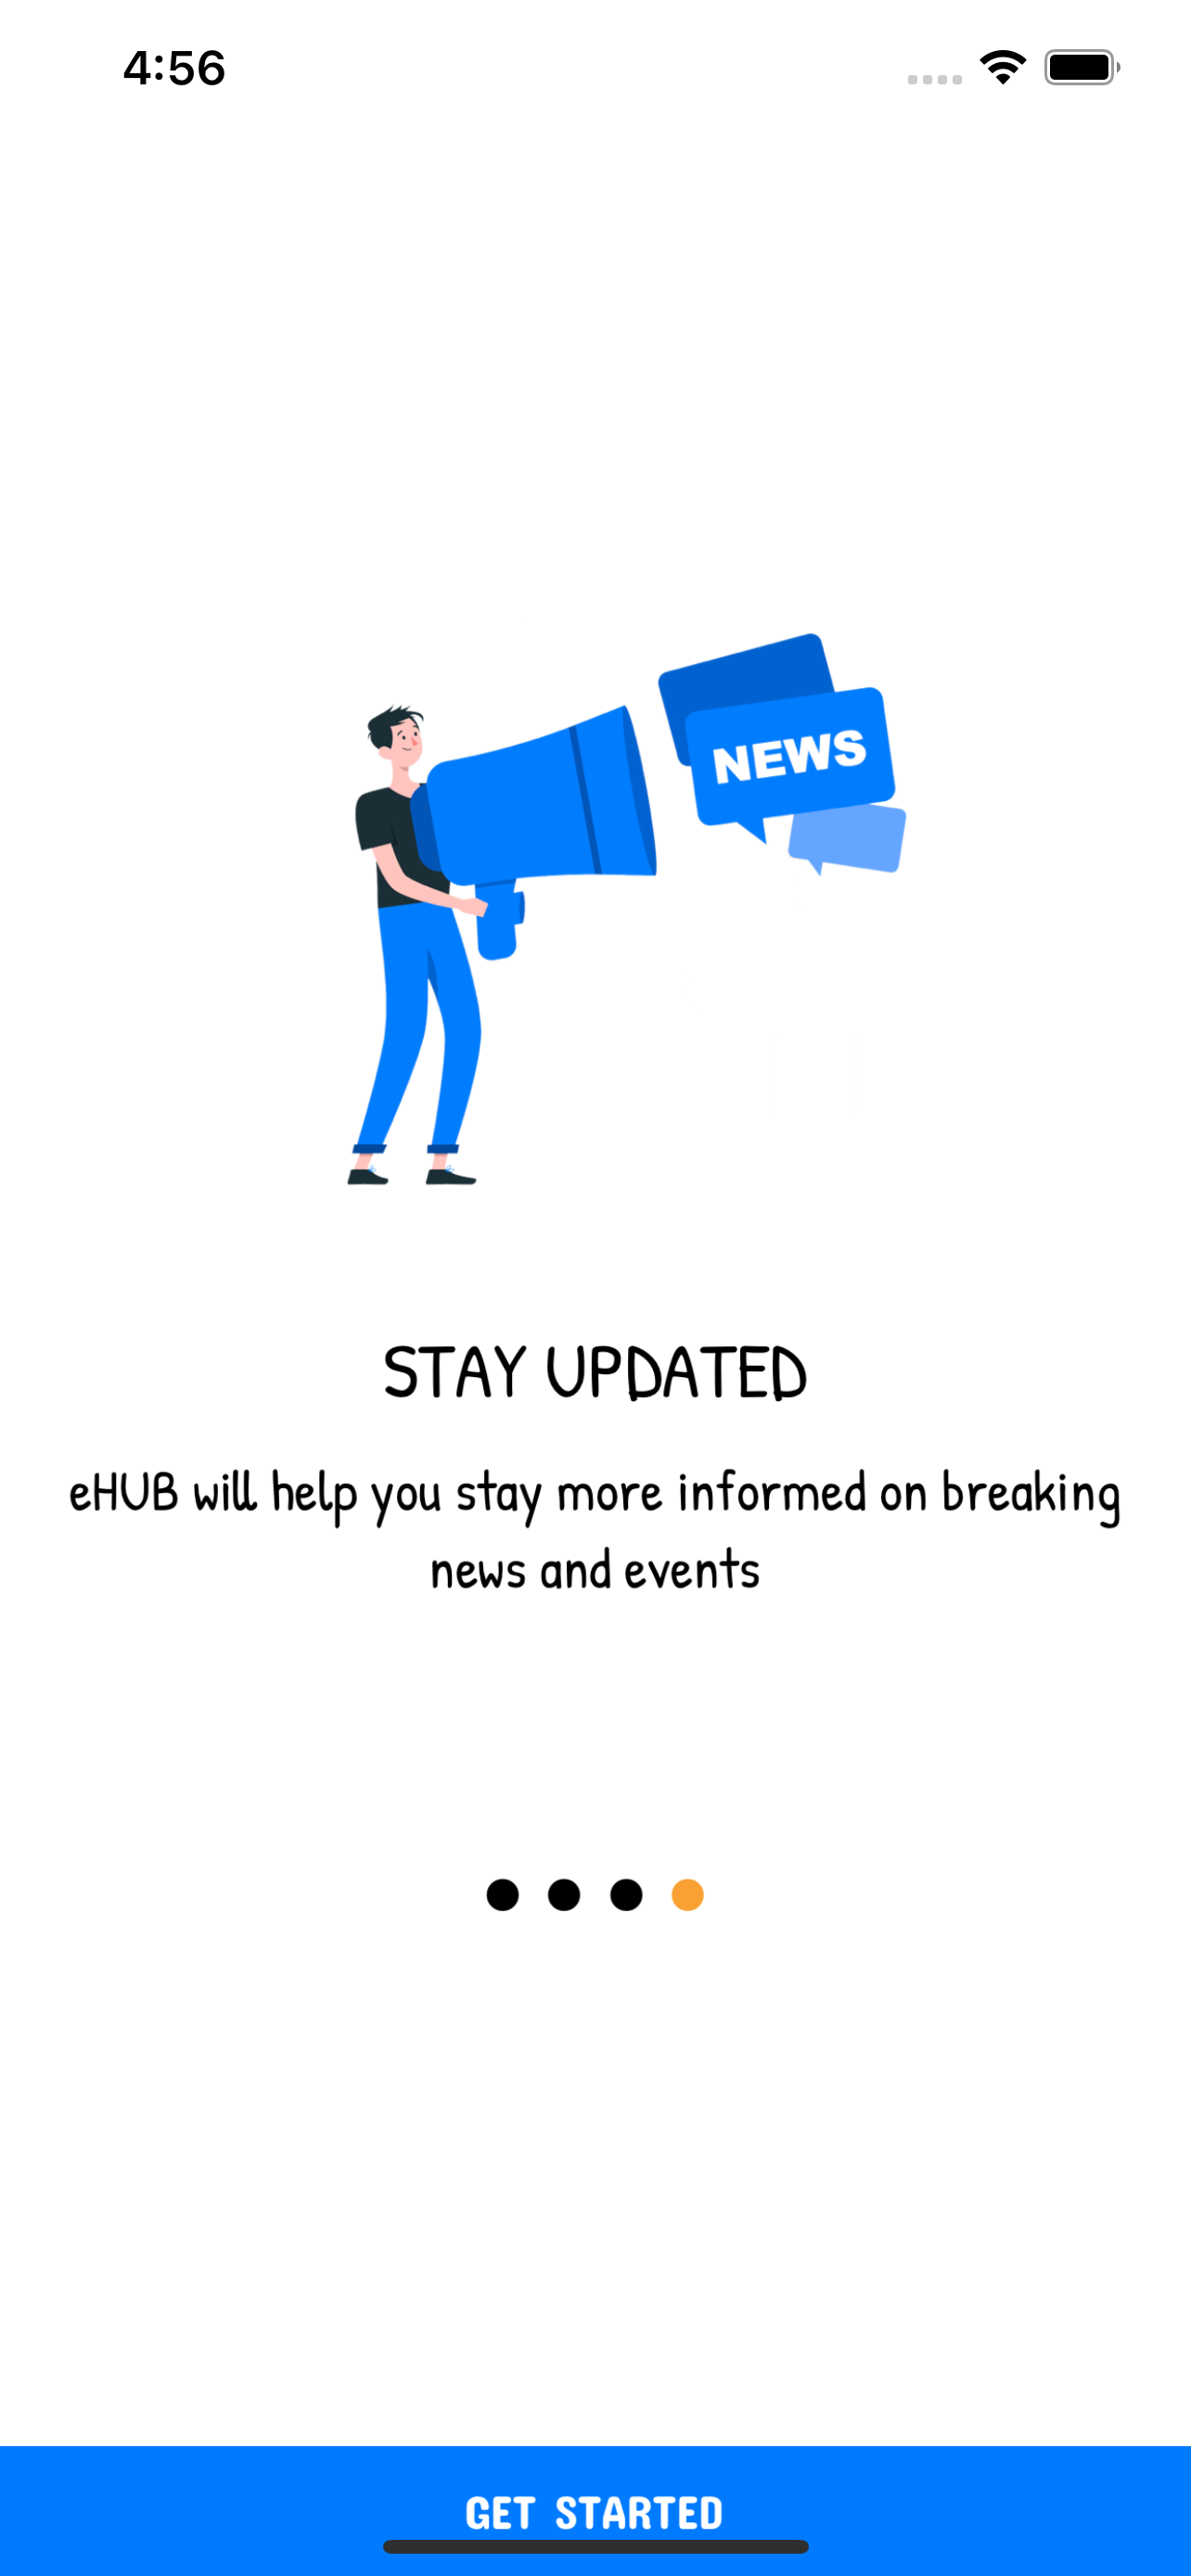 4:56
NEWS
STAY UPDATED
eHUB will help you stay more informed on breaking
news and events
GET STARTED